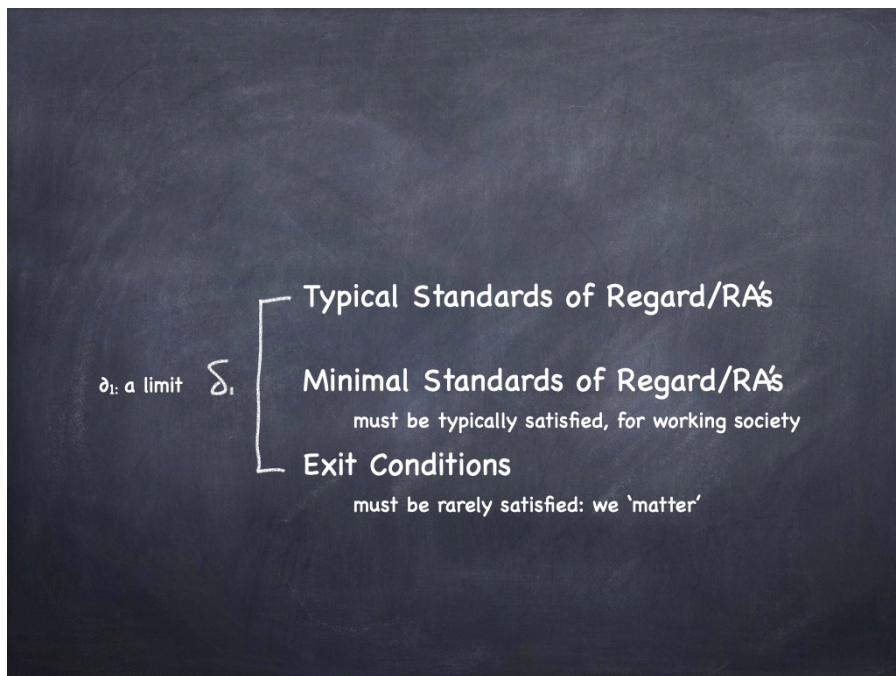 Typical Standards of Regard/RA's
∂₁: a limit δ₁ Minimal Standards of Regard/RA's
must be typically satisfied, for working society
Exit Conditions
must be rarely satisfied: we 'matter'